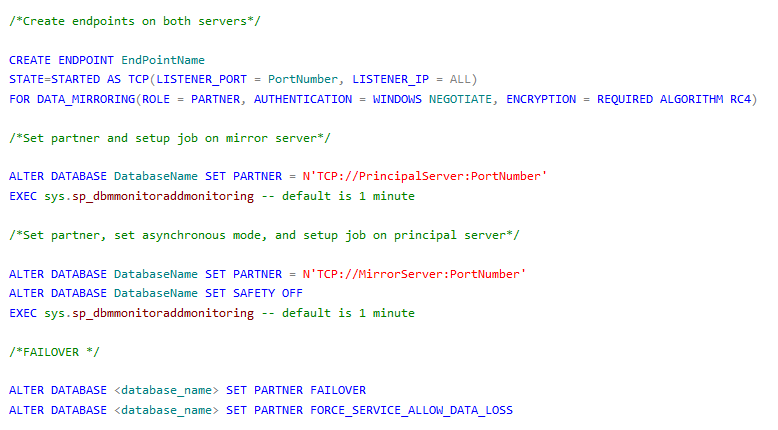 /*Create endpoints on both servers*/
CREATE ENDPOINT EndPointName
STATE=STARTED AS TCP(LISTENER_PORT = PortNumber, LISTENER_IP = ALL)
FOR DATA_MIRRORING(ROLE = PARTNER, AUTHENTICATION = WINDOWS NEGOTIATE, ENCRYPTION = REQUIRED ALGORITHM RC4)
/*Set partner and setup job on mirror server*/
ALTER DATABASE DatabaseName SET PARTNER = N'TCP://PrincipalServer:PortNumber'
EXEC sys.sp_dbmmonitoraddmonitoring -- default is 1 minute
/*Set partner, set asynchronous mode, and setup job on principal server*/
ALTER DATABASE DatabaseName SET PARTNER = N'TCP://MirrorServer:PortNumber'
ALTER DATABASE DatabaseName SET SAFETY OFF
EXEC sys.sp_dbmmonitoraddmonitoring -- default is 1 minute
/*FAILOVER */
ALTER DATABASE <database_name> SET PARTNER FAILOVER
ALTER DATABASE <database_name> SET PARTNER FORCE_SERVICE_ALLOW_DATA_LOSS